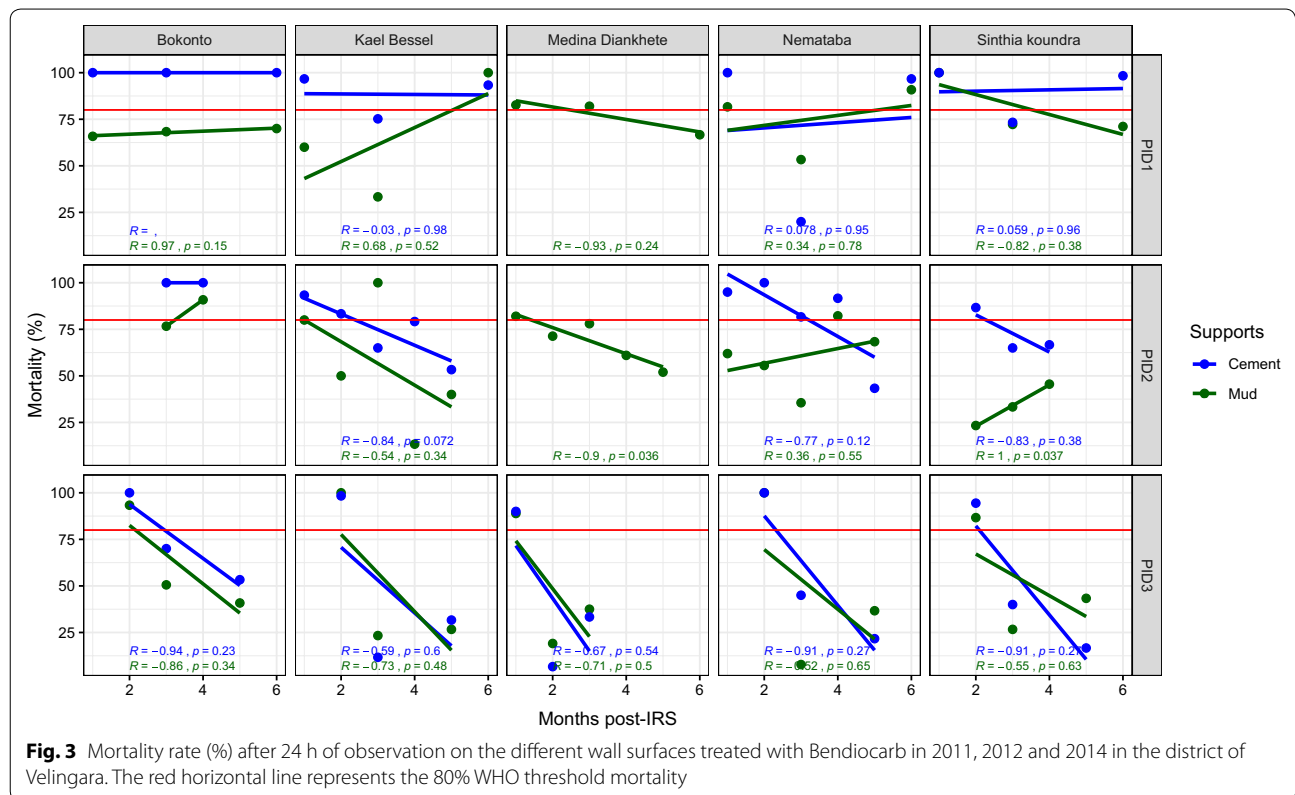 Bokonto Kael Bessel Medina Diankhete Nemataba Sinthia koundra
100
75
50
25
R = ,
R = 0.97 , p = 0.15
R = −0.03 , p = 0.98
R = 0.68 , p = 0.52
R = −0.93 , p = 0.24
R = 0.078 , p = 0.95
R = 0.34 , p = 0.78
R = 0.059 , p = 0.96
R = −0.82 , p = 0.38
PID1
100
75
50
25
R = −0.84 , p = 0.072
R = −0.54 , p = 0.34
R = −0.9 , p = 0.036
R = −0.77 , p = 0.12
R = 0.36 , p = 0.55
R = −0.83 , p = 0.38
R = 1 , p = 0.037
PID2
100
75
50
25
R = −0.94 , p = 0.23
R = −0.86 , p = 0.34
R = −0.59 , p = 0.6
R = −0.73 , p = 0.48
R = −0.67 , p = 0.54
R = −0.71 , p = 0.5
R = −0.91 , p = 0.27
R = −0.52 , p = 0.65
R = −0.91 , p =
R = −0.55 , p = 0.63
PID3
2 4 6 2 4 6 2 4 6 2 4 6 2 4 6
Mortality (%)
Months post-IRS
Supports
Cement
Mud
Fig. 3 Mortality rate (%) after 24 h of observation on the different wall surfaces treated with Bendiocarb in 2011, 2012 and 2014 in the district of
Velingara. The red horizontal line represents the 80% WHO threshold mortality